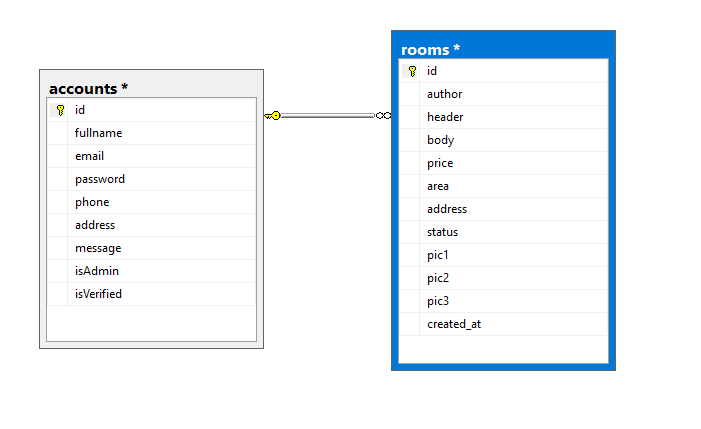 accounts *
id
fullname
email
password
phone
address
message
isAdmin
isVerified
rooms *
id
author
header
body
price
area
address
status
pic1
pic2
pic3
created_at